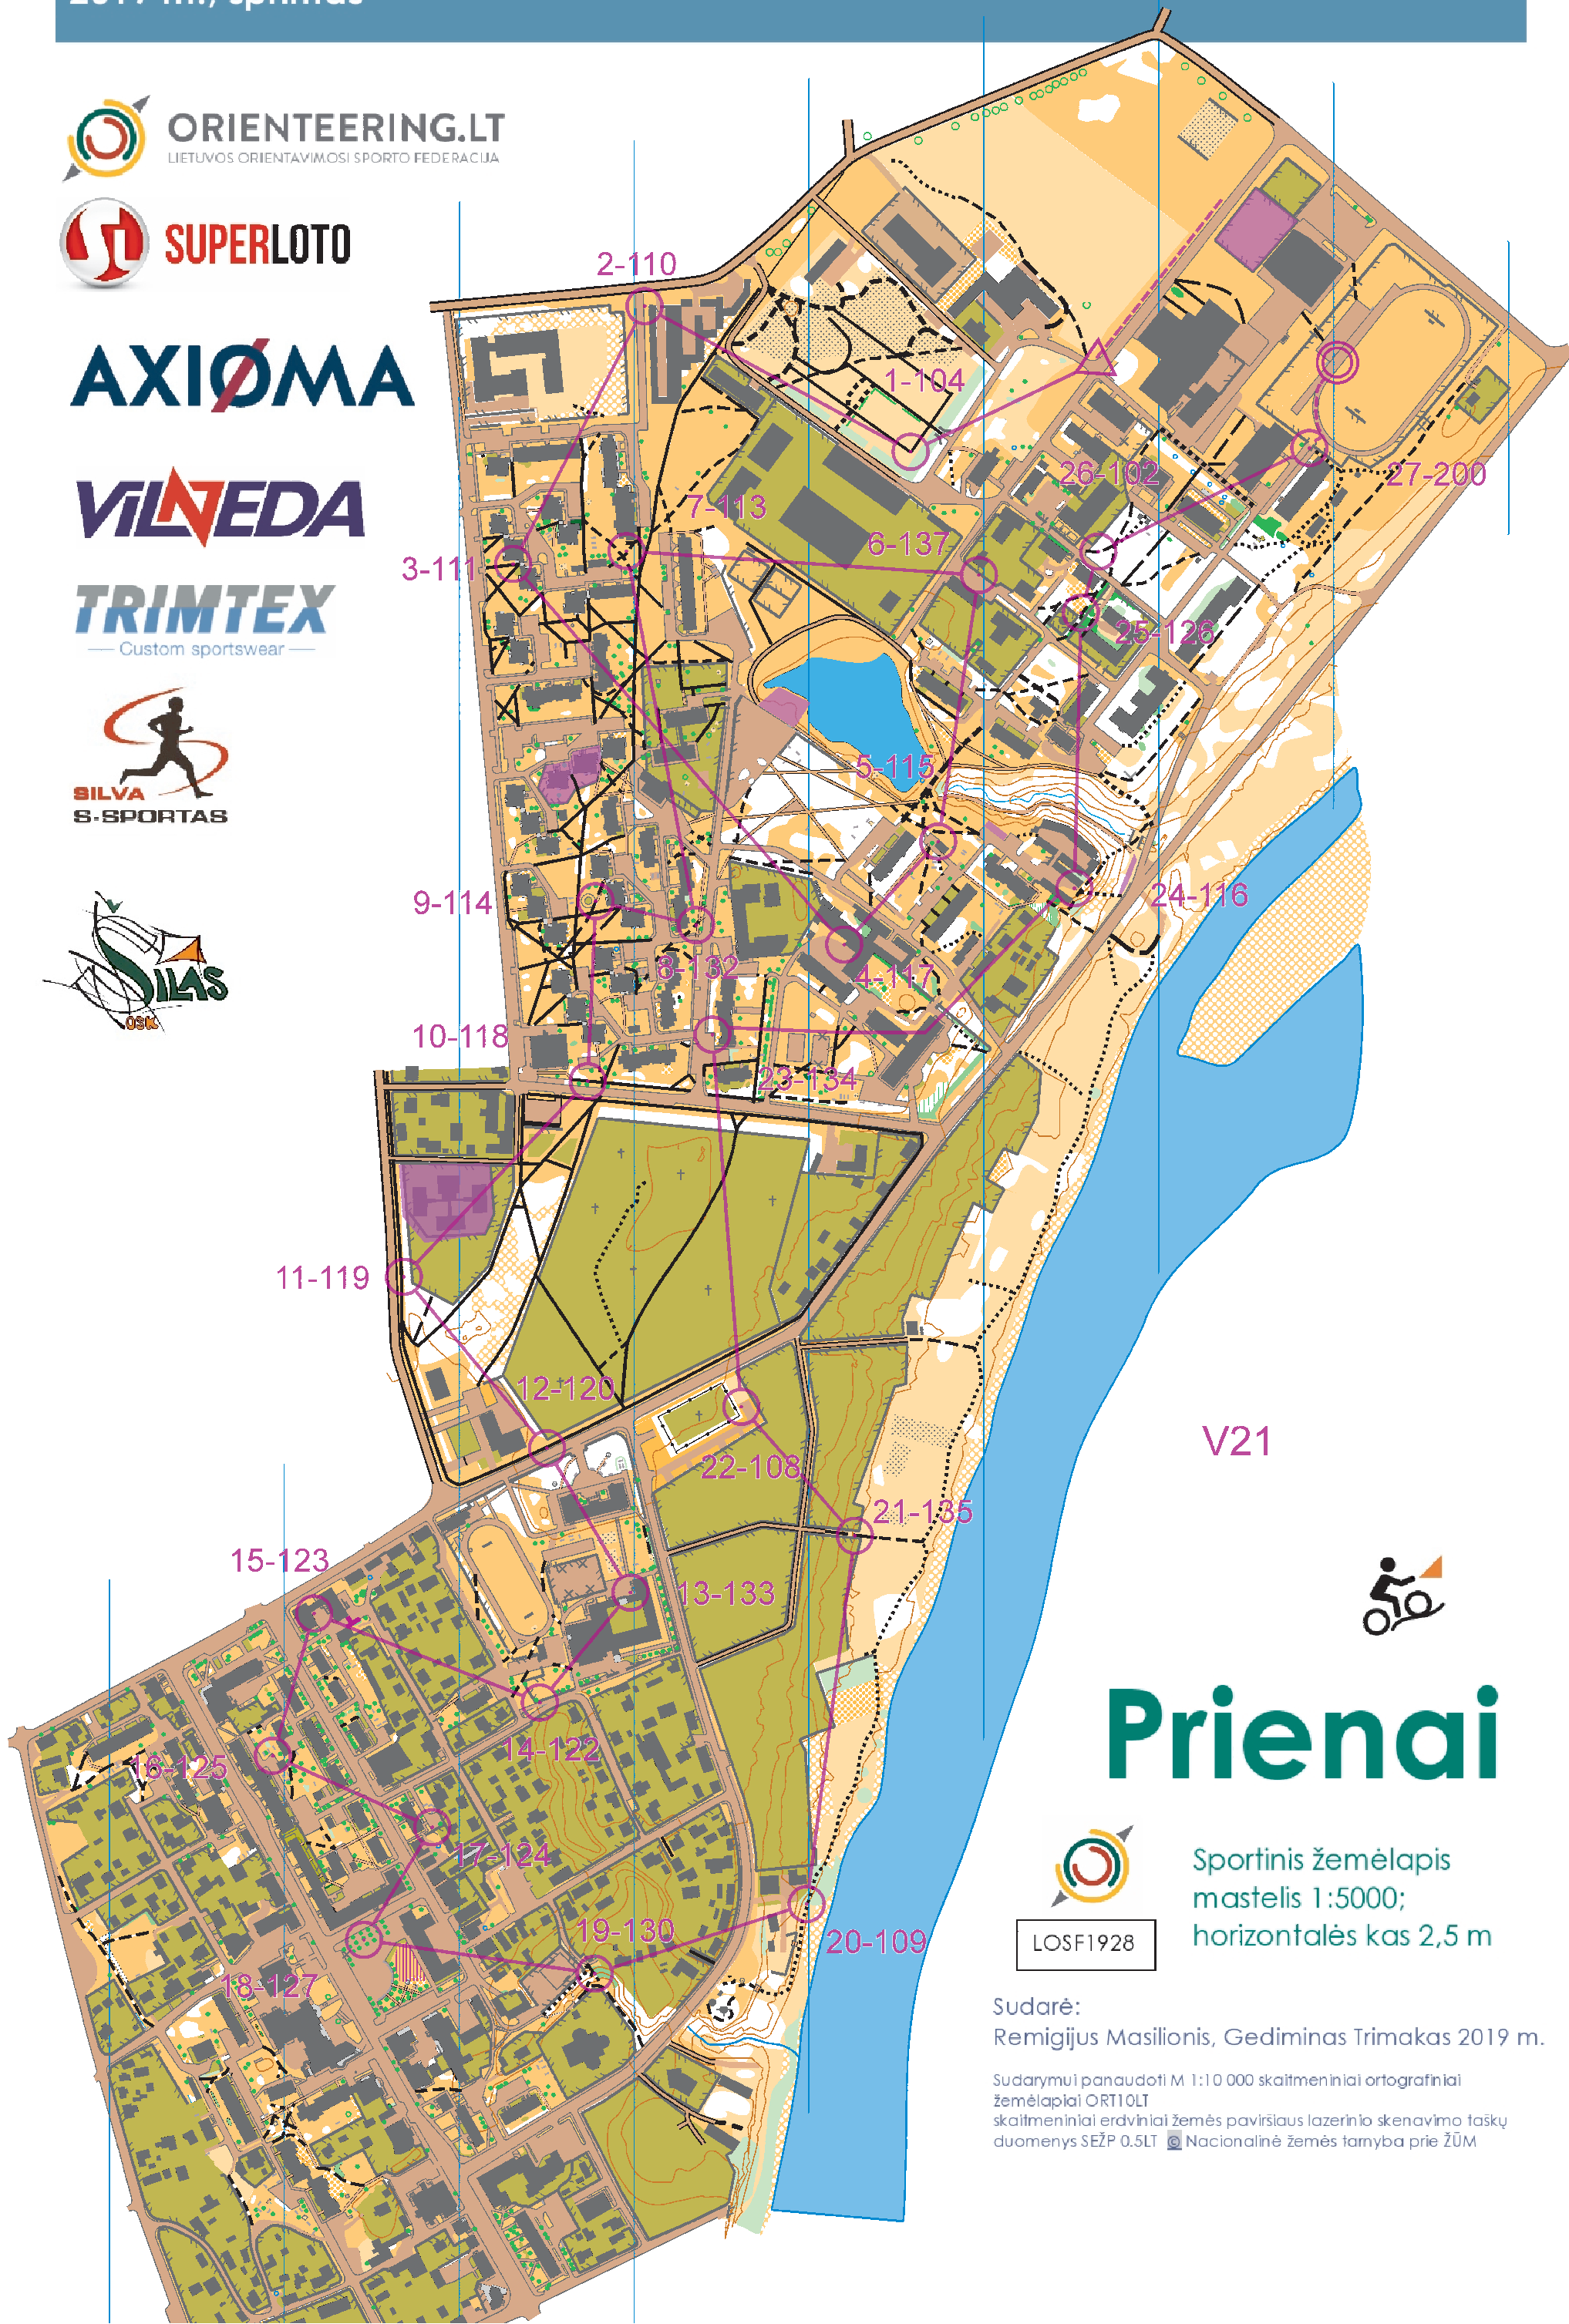 2019 m., sprintas
ORIENTEERING.LT
LIETUVOS ORIENTAVIMOSI SPORTO FEDERACIJA
SUPERLOTO
AXIØMA
ViLNEDA
TRIMTEX
Custom sportswear
SILVA
S-SPORTAS
ŠILAS
OSK
2-110
1-104
26-102
27-200
7-113
6-137
3-111
25-126
5-115
24-116
9-114
8-132
4-117
10-118
23-134
11-119
12-120
22-108
21-135
15-123
13-133
14-122
16-125
17-124
19-130
20-109
18-127
V21
Prienai
Sportinis žemėlapis
mastelis 1:5000;
horizontalės kas 2,5 m
LOSF1928
Sudarė:
Remigijus Masilionis, Gediminas Trimakas 2019 m.
Sudarymui panaudoti M 1:10 000 skaitmeniniai ortografiniai
žemėlapiai ORT10LT
skaitmeniniai erdviniai žemės paviršiaus lazerinio skenavimo taškų
duomenys SEŽP 0.5LT @ Nacionalinė žemės tarnyba prie ŽŪM